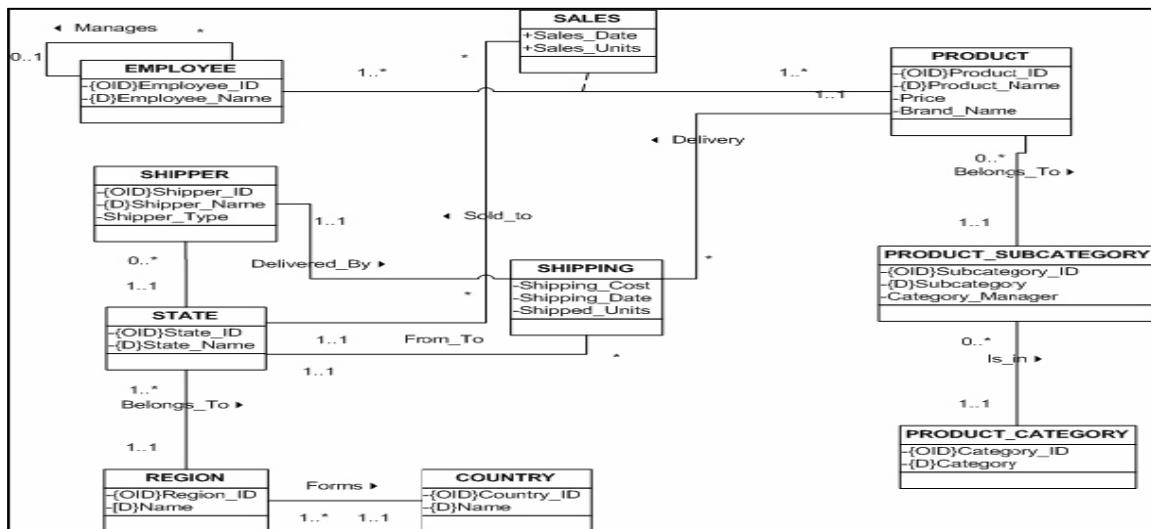 SALES
+Sales_Date
+Sales_Units
◄ Manages
*
0..1
EMPLOYEE
-{OID}Employee_ID
-{D}Employee_Name
1..*
*
1..*
1..1
PRODUCT
-{OID}Product_ID
-{D}Product_Name
-Price
-Brand_Name
◄ Delivery
0..*
Belongs_To ►
1..1
SHIPPER
-{OID}Shipper_ID
-{D}Shipper_Name
-Shipper_Type
1..1
◄ Sold_to
Delivered_By ►
0..*
1..1
SHIPPING
-Shipping_Cost
-Shipping_Date
-Shipped_Units
*
PRODUCT_SUBCATEGORY
-{OID}Subcategory_ID
-{D}Subcategory
-Category_Manager
STATE
-{OID}State_ID
-{D}State_Name
*
1..1
From_To
*
1..1
0..*
Is_in ►
1..1
1..*
Belongs_To ►
1..1
PRODUCT_CATEGORY
-{OID}Category_ID
-{D}Category
REGION
-{OID}Region_ID
-[D}Name
Forms ►
1..*
1..1
COUNTRY
-{OID}Country_ID
-{D}Name